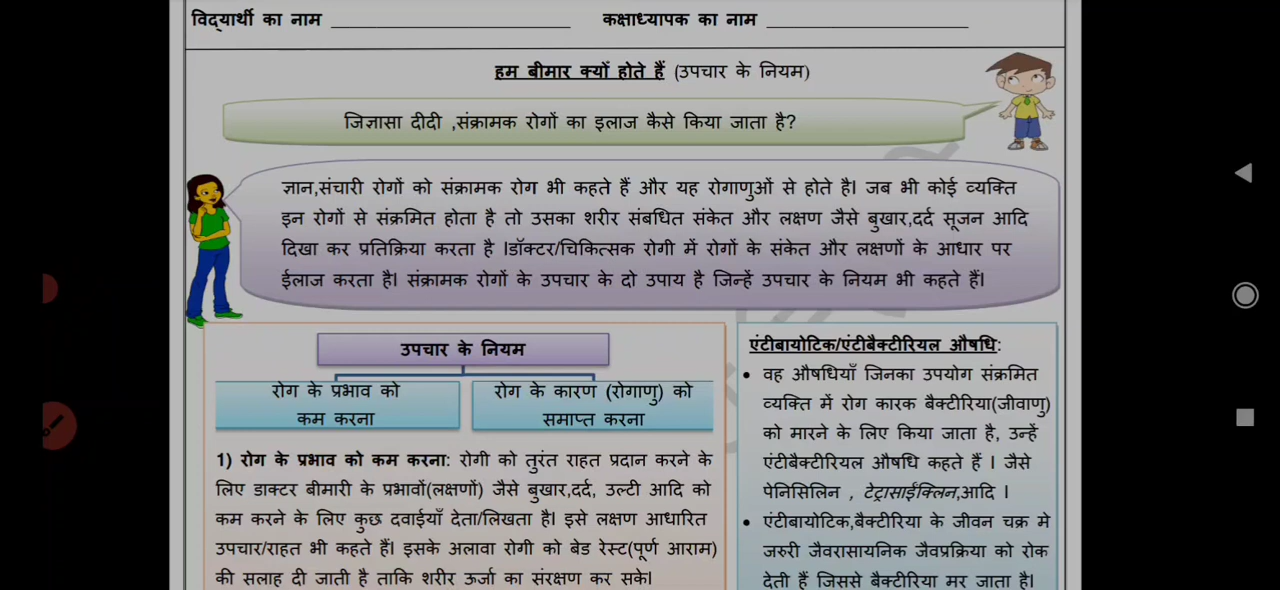 विद्यार्थी का नाम ____________________ कक्षाध्यापक का नाम ____________________
हम बीमार क्यों होते हैं (उपचार के नियम)
जिज्ञासा दीदी ,संक्रामक रोगों का इलाज कैसे किया जाता है?
ज्ञान,संचारी रोगों को संक्रामक रोग भी कहते हैं और यह रोगाणुओं से होते है। जब भी कोई व्यक्ति
इन रोगों से संक्रमित होता है तो उसका शरीर संबधित संकेत और लक्षण जैसे बुखार,दर्द सूजन आदि
दिखा कर प्रतिक्रिया करता है ।डॉक्टर/चिकित्सक रोगी में रोगों के संकेत और लक्षणों के आधार पर
ईलाज करता है। संक्रामक रोगों के उपचार के दो उपाय है जिन्हें उपचार के नियम भी कहते हैं।
उपचार के नियम
रोग के प्रभाव को
कम करना
रोग के कारण (रोगाणु) को
समाप्त करना
1) रोग के प्रभाव को कम करना: रोगी को तुरंत राहत प्रदान करने के
लिए डाक्टर बीमारी के प्रभावों(लक्षणों) जैसे बुखार,दर्द, उल्टी आदि को
कम करने के लिए कुछ दवाईयाँ देता/लिखता है। इसे लक्षण आधारित
उपचार/राहत भी कहते हैं। इसके अलावा रोगी को बेड रेस्ट(पूर्ण आराम)
की सलाह दी जाती है ताकि शरीर ऊर्जा का संरक्षण कर सके।
एंटीबायोटिक/एंटीबैक्टीरियल औषधि:
• वह औषधियाँ जिनका उपयोग संक्रमित
व्यक्ति में रोग कारक बैक्टीरिया(जीवाणु)
को मारने के लिए किया जाता है, उन्हें
एंटीबैक्टीरियल औषधि कहते हैं । जैसे
पेनिसिलिन , टेट्रासाईक्लिन,आदि ।
• एंटीबायोटिक,बैक्टीरिया के जीवन चक्र मे
जरुरी जैवरासायनिक जैवप्रक्रिया को रोक
देती हैं जिससे बैक्टीरिया मर जाता है।